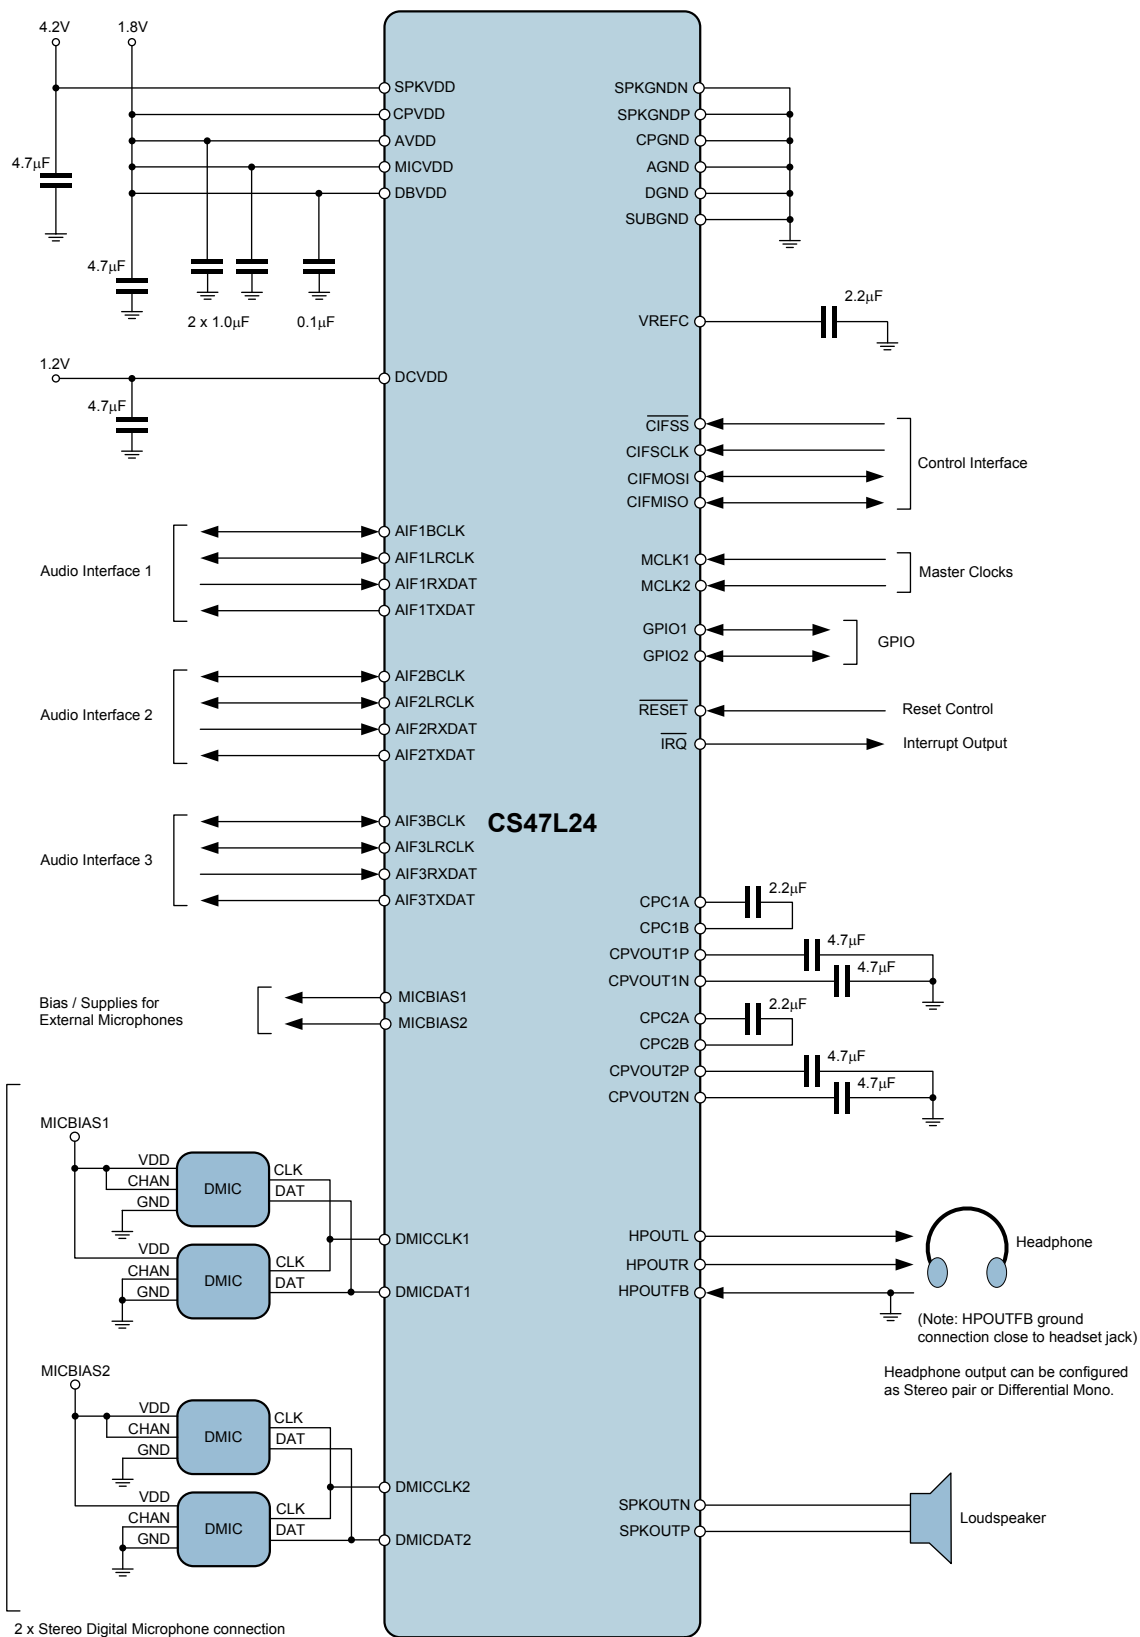 4.2V
1.8V
SPKVDD
CPVDD
AVDD
MICVDD
DBVDD
4.7µF
4.7µF
2 x 1.0µF
0.1µF
1.2V
DCVDD
4.7µF
Audio Interface 1
AIF1BCLK
AIF1LRCLK
AIF1RXDAT
AIF1TXDAT
Audio Interface 2
AIF2BCLK
AIF2LRCLK
AIF2RXDAT
AIF2TXDAT
Audio Interface 3
AIF3BCLK
AIF3LRCLK
AIF3RXDAT
AIF3TXDAT
Bias / Supplies for
External Microphones
MICBIAS1
MICBIAS2
MICBIAS1
VDD
CHAN
GND
DMIC
CLK
DAT
VDD
CHAN
GND
DMIC
CLK
DAT
DMICCLK1
DMICDAT1
MICBIAS2
VDD
CHAN
GND
DMIC
CLK
DAT
VDD
CHAN
GND
DMIC
CLK
DAT
DMICCLK2
DMICDAT2
2 x Stereo Digital Microphone connection
CS47L24
SPKGNDN
SPKGNDP
CPGND
AGND
DGND
SUBGND
VREFC
2.2µF
CIFSS
CIFSCLK
CIFMOSI
CIFMISO
Control Interface
MCLK1
MCLK2
Master Clocks
GPIO1
GPIO2
GPIO
RESET
Reset Control
IRQ
Interrupt Output
CPC1A
2.2µF
CPC1B
CPVOUT1P
4.7µF
CPVOUT1N
4.7µF
CPC2A
2.2µF
CPC2B
CPVOUT2P
4.7µF
CPVOUT2N
4.7µF
HPOUTL
HPOUTR
HPOUTFB
Headphone
(Note: HPOUTFB ground
connection close to headset jack)
Headphone output can be configured
as Stereo pair or Differential Mono.
SPKOUTN
SPKOUTP
Loudspeaker